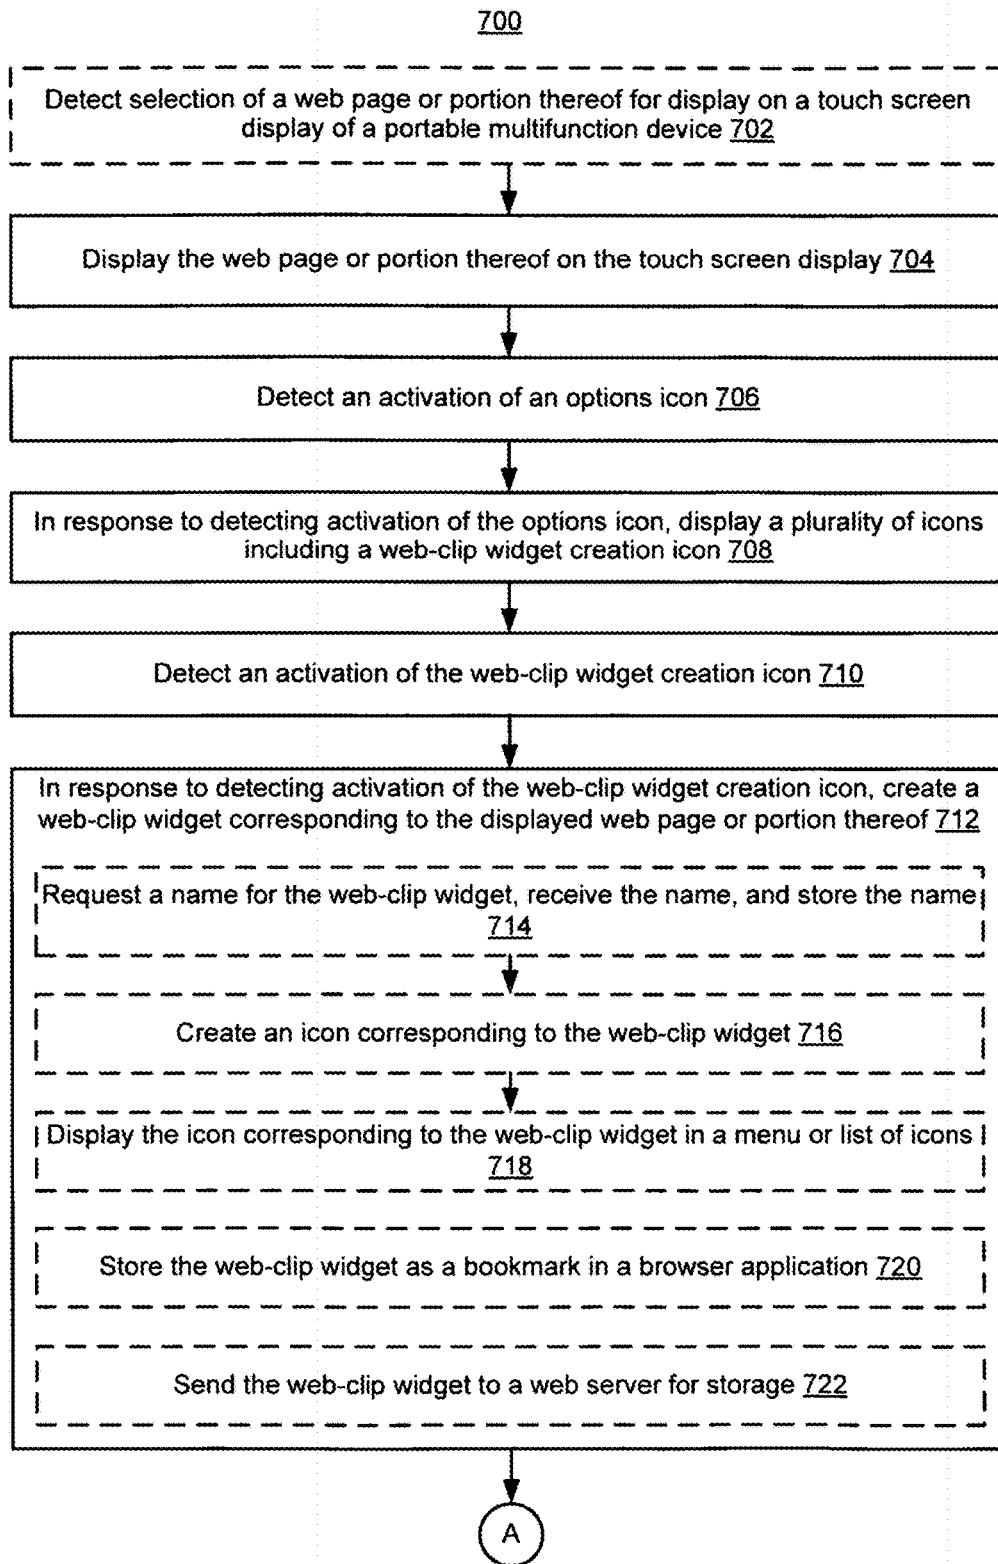 700
Detect selection of a web page or portion thereof for display on a touch screen
display of a portable multifunction device 702
Display the web page or portion thereof on the touch screen display 704
Detect an activation of an options icon 706
In response to detecting activation of the options icon, display a plurality of icons
including a web-clip widget creation icon 708
Detect an activation of the web-clip widget creation icon 710
In response to detecting activation of the web-clip widget creation icon, create a
web-clip widget corresponding to the displayed web page or portion thereof 712
Request a name for the web-clip widget, receive the name, and store the name
714
Create an icon corresponding to the web-clip widget 716
Display the icon corresponding to the web-clip widget in a menu or list of icons
718
Store the web-clip widget as a bookmark in a browser application 720
Send the web-clip widget to a web server for storage 722
A